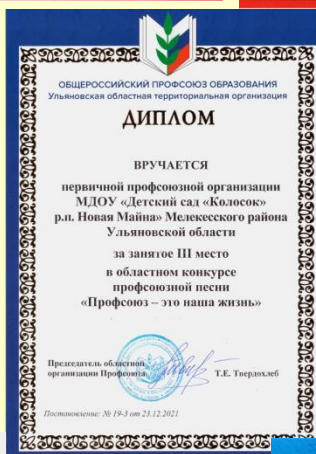 ОБЩЕРОССИЙСКИЙ ПРОФСОЮЗ ОБРАЗОВАНИЯ
Ульяновская областная территориальная организация
ДИПЛОМ
ВРУЧАЕТСЯ
первичной профсоюзной организации
МДОУ «Детский сад «Колосок»
р.п. Новая Майна» Мелекесского района
Ульяновской области
за занятое III место
в областном конкурсе
профсоюзной песни
«Профсоюз – это наша жизнь»
Председатель областной
организации Профсоюза Т.Е. Твердохлеб
Постановление: № 19-3 от 23.12.2021